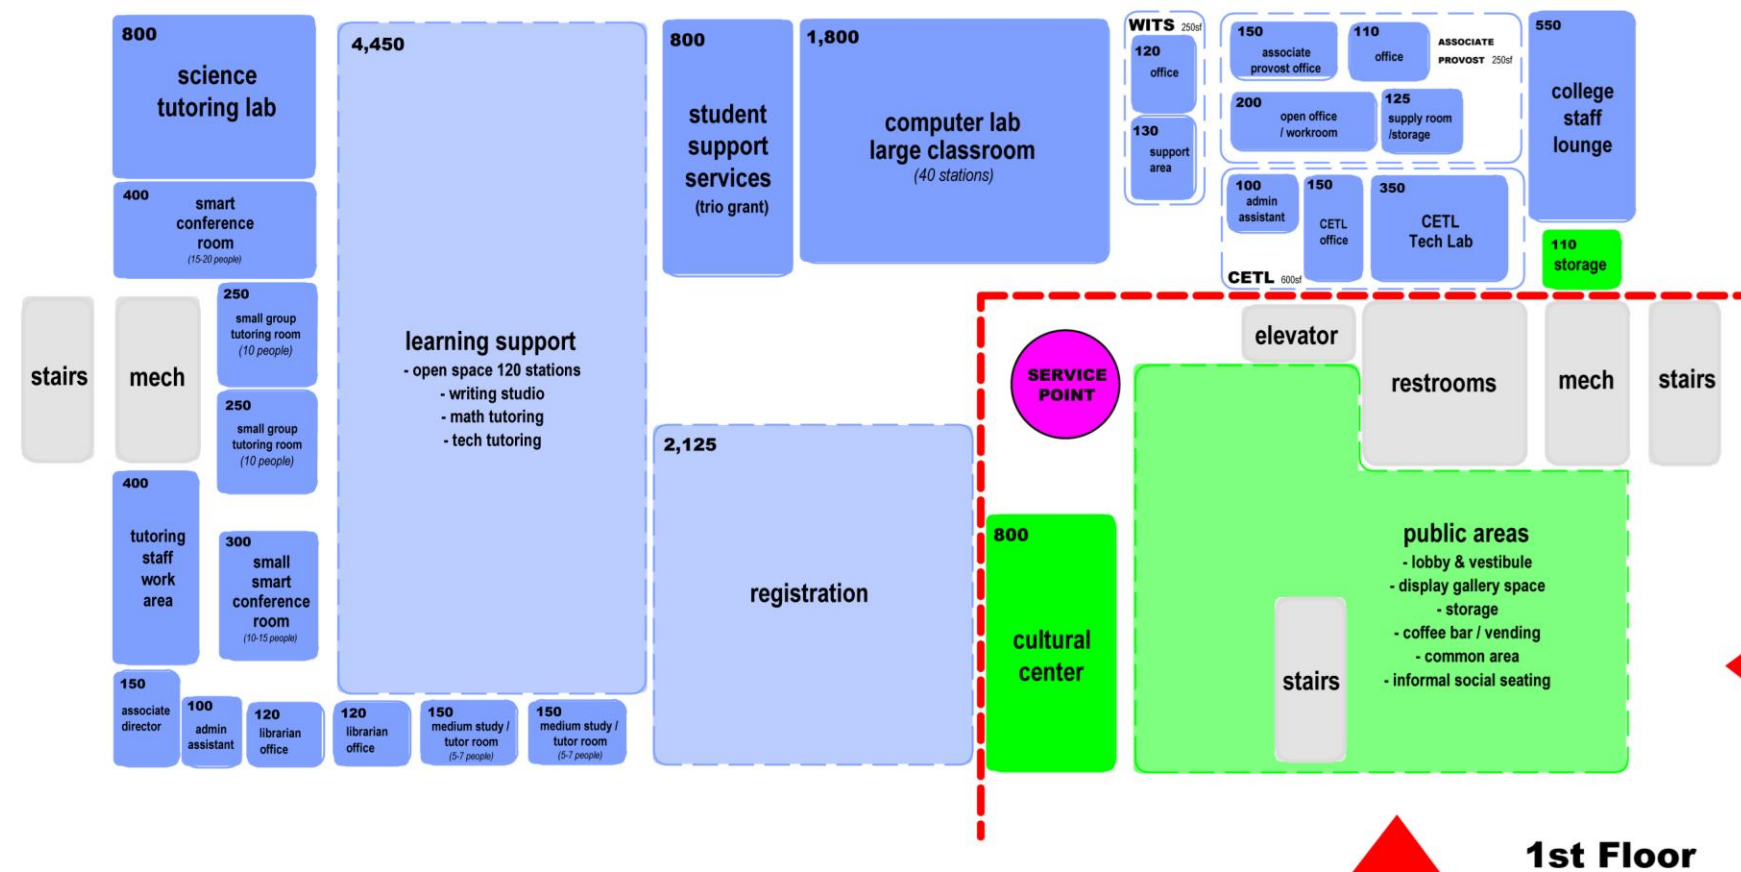 800
science
tutoring lab
400
smart
conference
room
(15-20 people)
250
small group
tutoring room
(10 people)
250
small group
tutoring room
(10 people)
stairs
mech
400
tutoring
staff
work
area
300
small
smart
conference
room
(10-15 people)
150
associate
director
100
admin
assistant
120
librarian
office
120
librarian
office
150
medium study /
tutor room
(5-7 people)
150
medium study /
tutor room
(5-7 people)
4,450
learning support
- open space 120 stations
- writing studio
- math tutoring
- tech tutoring
800
student
support
services
(trio grant)
1,800
computer lab
large classroom
(40 stations)
2,125
registration
WITS 250sf
120
office
130
support
area
150
associate
provost office
110
office
ASSOCIATE
PROVOST 250sf
200
open office
/ workroom
125
supply room
/storage
100
admin
assistant
150
CETL
office
350
CETL
Tech Lab
CETL 600sf
550
college
staff
lounge
110
storage
SERVICE
POINT
elevator
restrooms
mech
stairs
800
cultural
center
public areas
- lobby & vestibule
- display gallery space
- storage
- coffee bar / vending
- common area
- informal social seating
stairs
1st Floor